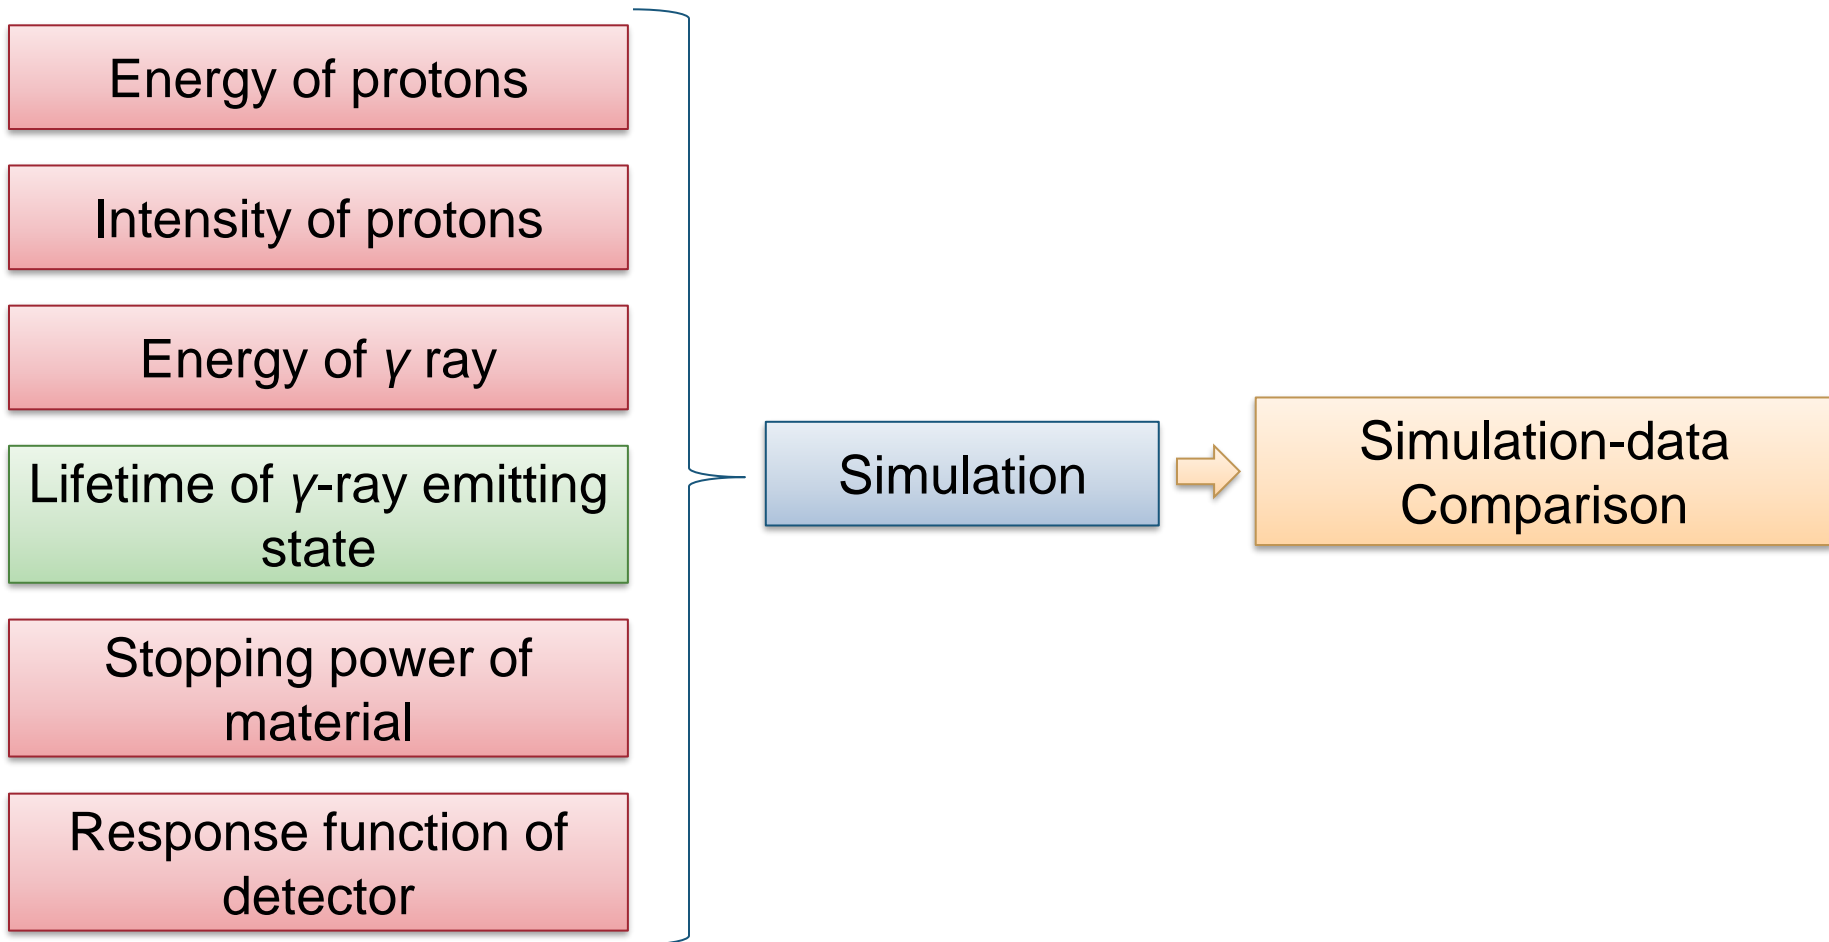 Energy of protons
Intensity of protons
Energy of γ ray
Lifetime of γ-ray emitting
state
Stopping power of
material
Response function of
detector
Simulation
Simulation-data
Comparison